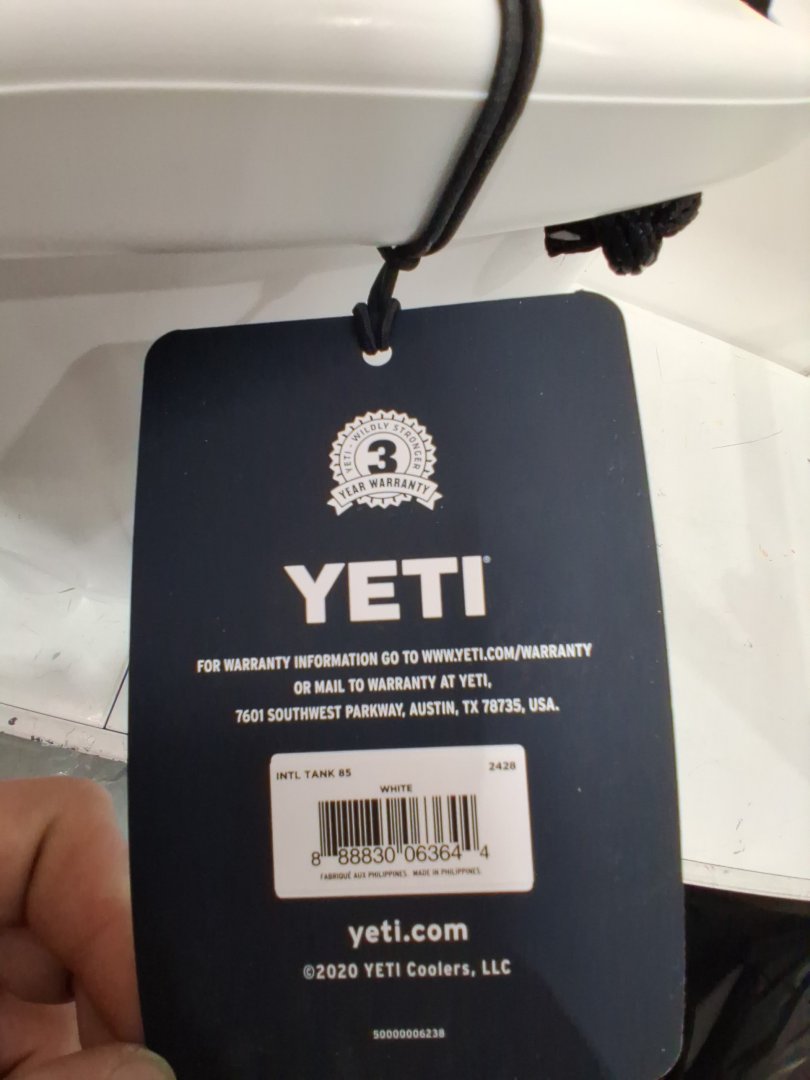 YETI - WILDLY STRONGER
3
YEAR WARRANTY
YETI®
FOR WARRANTY INFORMATION GO TO WWW.YETI.COM/WARRANTY
OR MAIL TO WARRANTY AT YETI,
7601 SOUTHWEST PARKWAY, AUSTIN, TX 78735, USA.
INTL TANK 85 2428
WHITE
8 88830 06364 4
FABRIQUÉ AUX PHILIPPINES. MADE IN PHILIPPINES.
yeti.com
©2020 YETI Coolers, LLC
50000006238